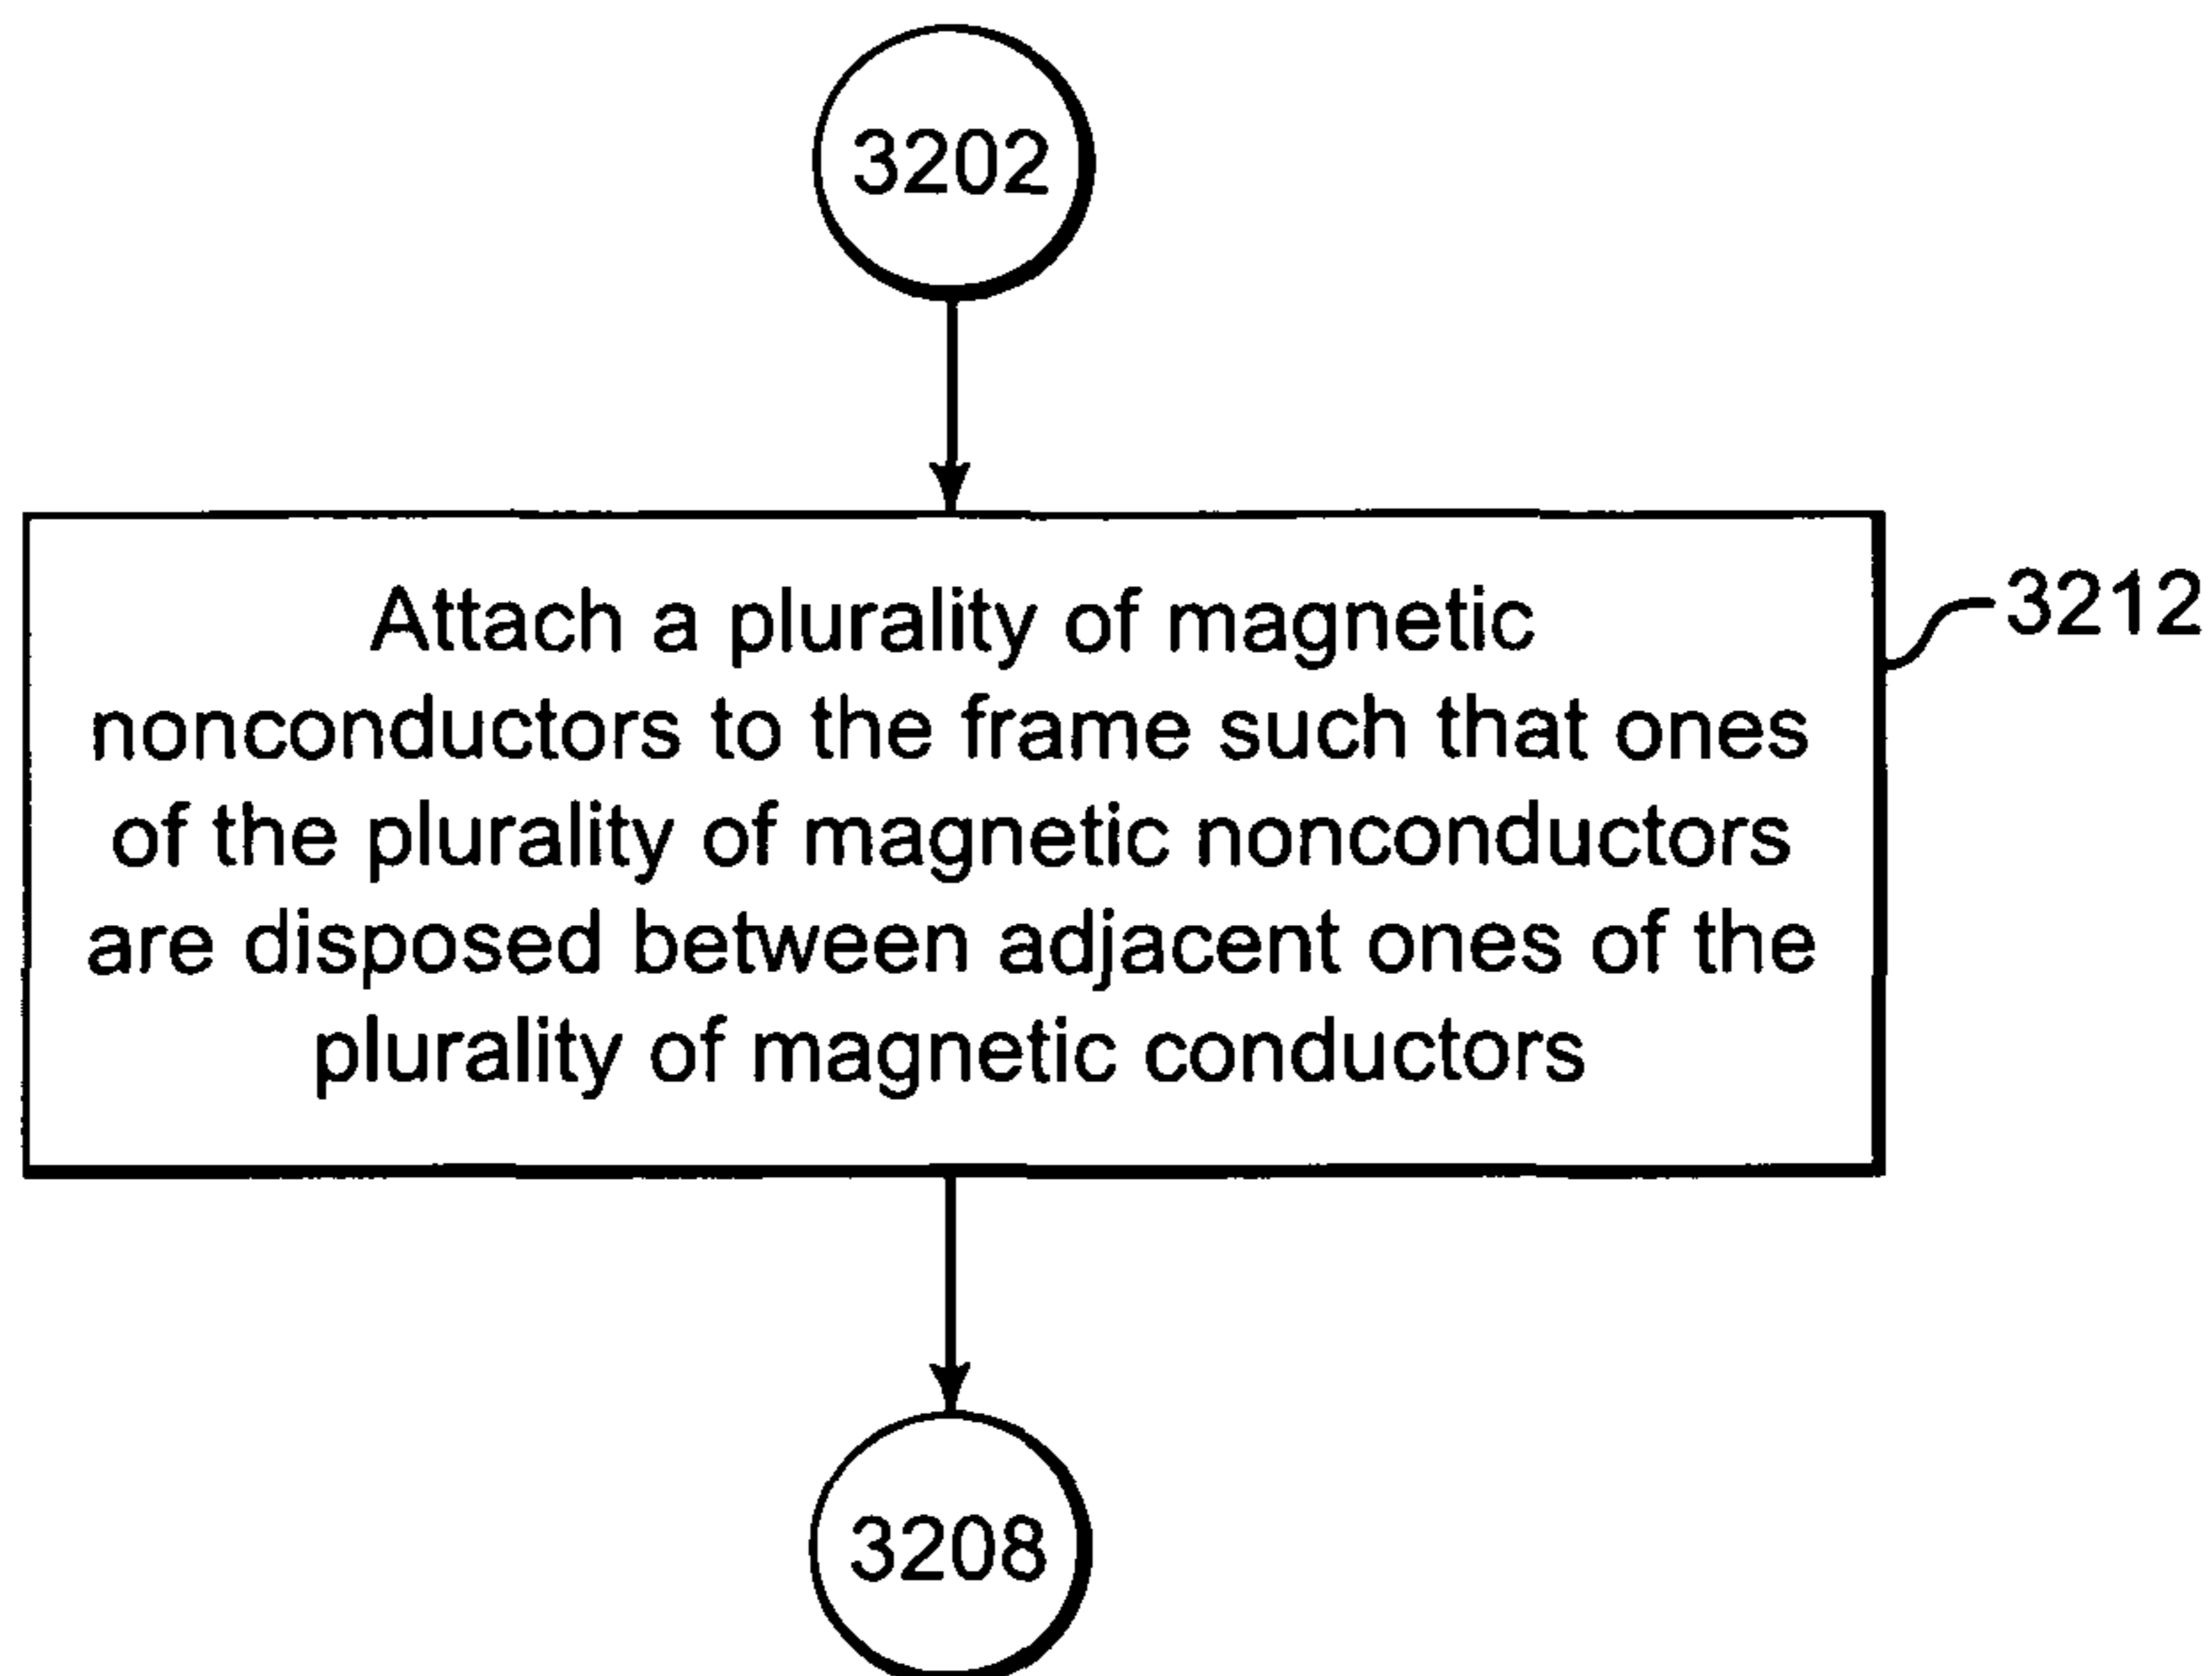 3202
Attach a plurality of magnetic
nonconductors to the frame such that ones
of the plurality of magnetic nonconductors
are disposed between adjacent ones of the
plurality of magnetic conductors
3212
3208